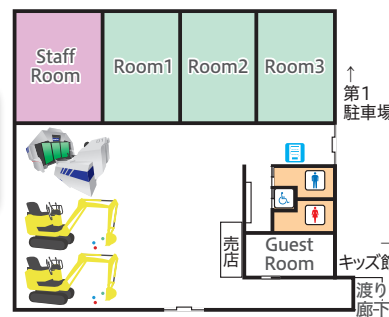 Staff
Room
Room1
Room2
Room3
↑
第1
駐車場
売店
Guest
Room
キッズ館
渡り
廊下